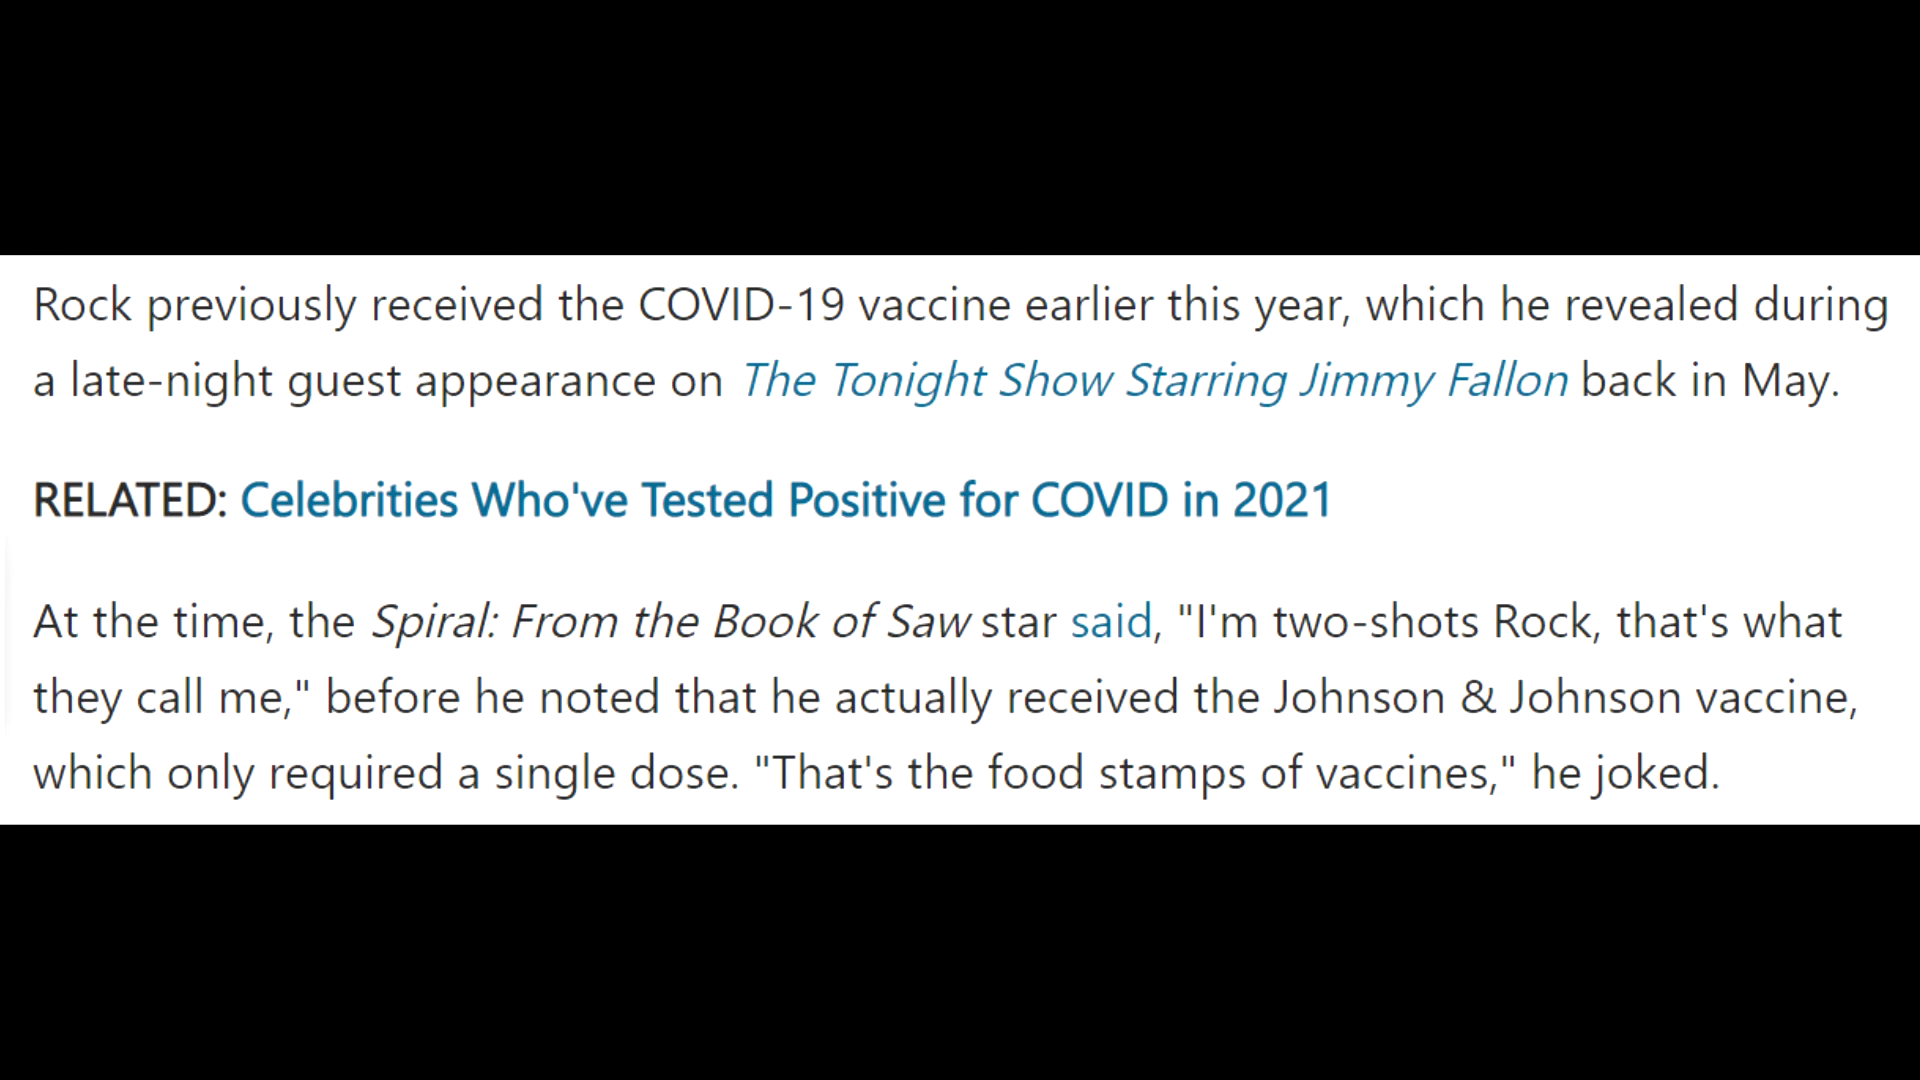 Rock previously received the COVID-19 vaccine earlier this year, which he revealed during
a late-night guest appearance on The Tonight Show Starring Jimmy Fallon back in May.
RELATED: Celebrities Who've Tested Positive for COVID in 2021
At the time, the Spiral: From the Book of Saw star said, "I'm two-shots Rock, that's what
they call me," before he noted that he actually received the Johnson & Johnson vaccine,
which only required a single dose. "That's the food stamps of vaccines," he joked.